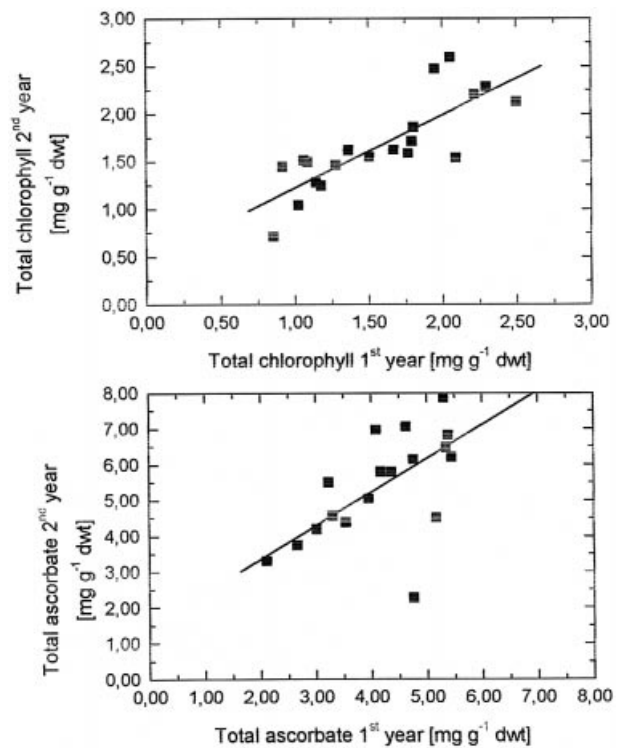 3,00
2,50
2,00
1,50
1,00
0,50
0,00
Total chlorophyll 2nd year
[mg g-1 dwt]
0,00 0,50 1,00 1,50 2,00 2,50 3,00
Total chlorophyll 1st year [mg g-1 dwt]
8,00
7,00
6,00
5,00
4,00
3,00
2,00
1,00
0,00
Total ascorbate 2nd year
[mg g-1 dwt]
0,00 1,00 2,00 3,00 4,00 5,00 6,00 7,00 8,00
Total ascorbate 1st year [mg g-1 dwt]